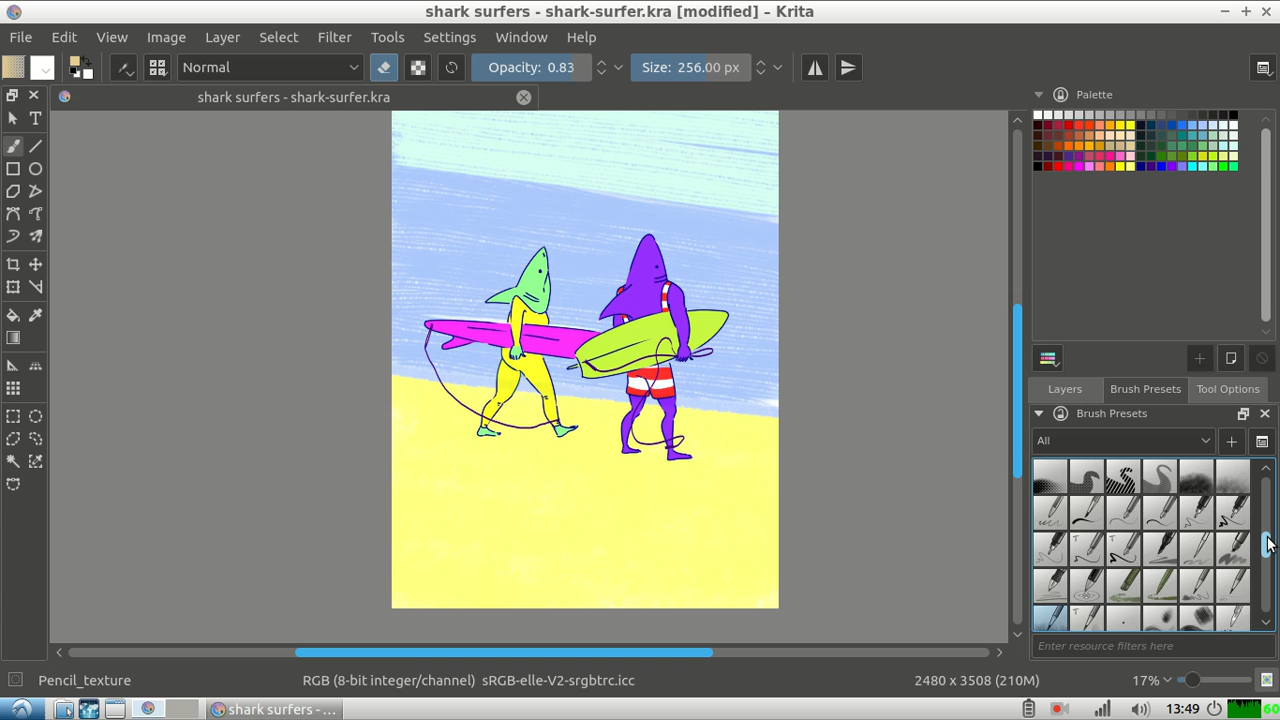 shark surfers - shark-surfer.kra [modified] – Krita
File Edit View Image Layer Select Filter Tools Settings Window Help
Normal Opacity: 0.83 Size: 256.00 px
shark surfers - shark-surfer.kra
Palette
Layers Brush Presets Tool Options
Brush Presets
All
Enter resource filters here
Pencil_texture RGB (8-bit integer/channel) sRGB-elle-V2-srgbtrc.icc 2480 x 3508 (210M) 17%
shark surfers - ... 13:49 60